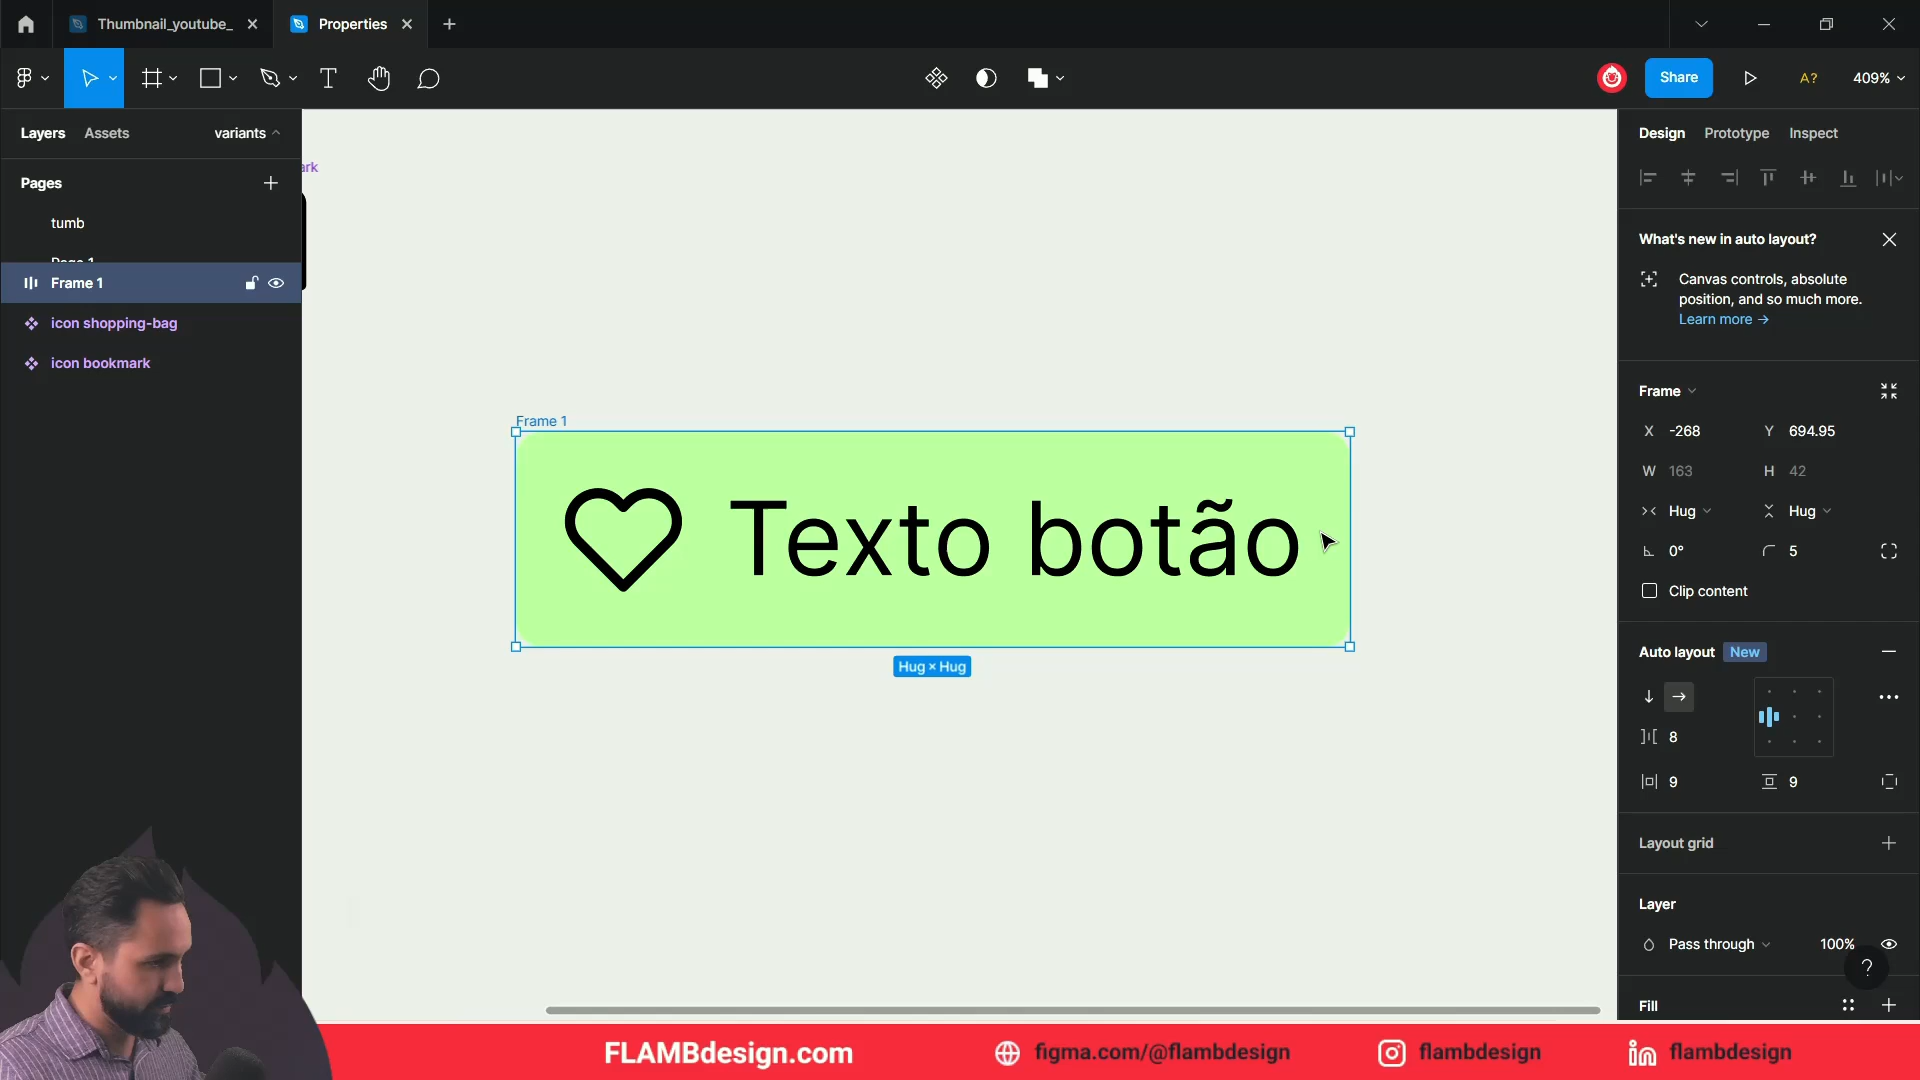 Thumbnail_youtube_
Properties
Share
A?
409%
Layers
Assets
variants
Pages
tumb
Page 1
Frame 1
icon shopping-bag
icon bookmark
ark
Frame 1
Texto botão
Hug × Hug
Design
Prototype
Inspect
What's new in auto layout?
Canvas controls, absolute
position, and so much more.
Learn more →
Frame
X -268
Y 694.95
W 163
H 42
Hug
Hug
0°
5
Clip content
Auto layout
New
8
9
9
Layout grid
Layer
Pass through
100%
?
Fill
FLAMBdesign.com
figma.com/@flambdesign
flambdesign
flambdesign